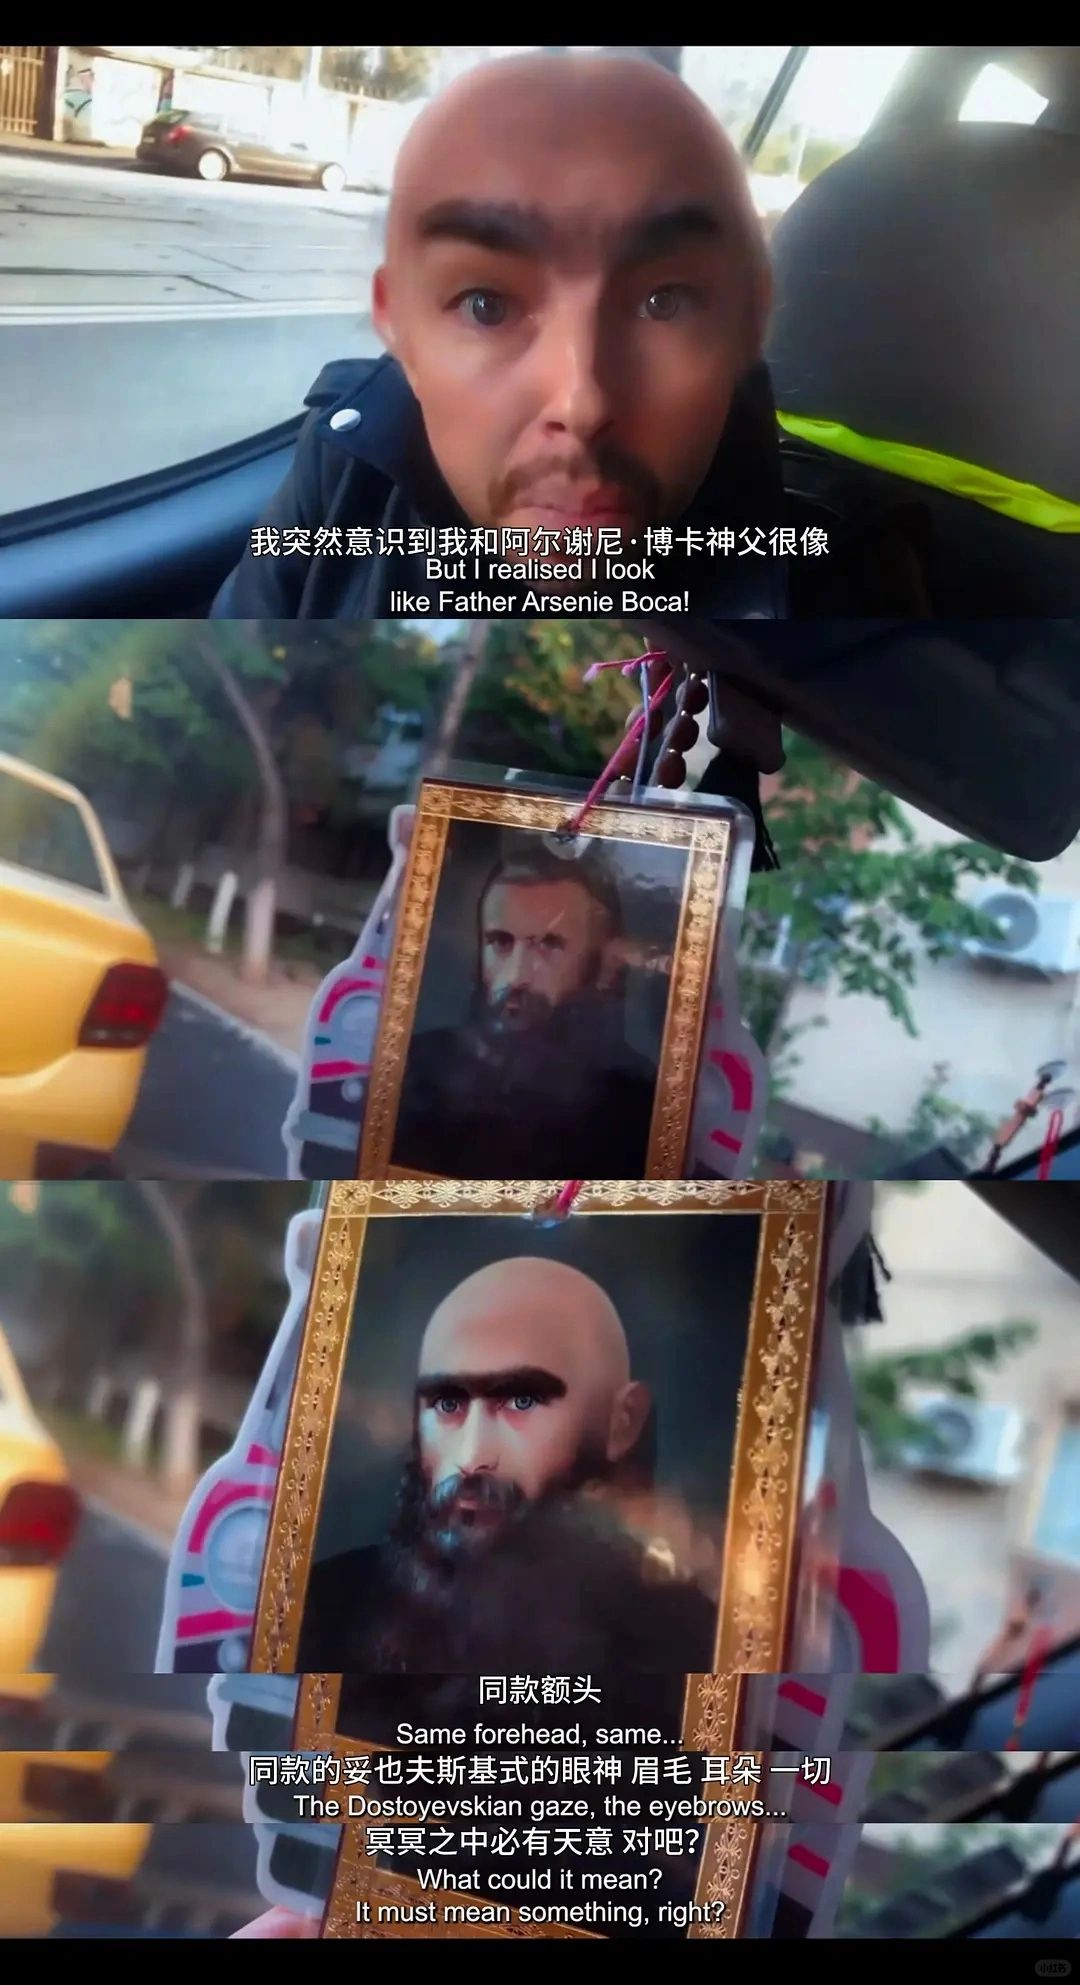 我突然意识到我和阿尔谢尼·博卡神父很像
But I realised I look
like Father Arsenie Boca!
同款额头
Same forehead, same...
同款的妥也夫斯基式的眼神 眉毛 耳朵 一切
The Dostoyevskian gaze, the eyebrows...
冥冥之中必有天意 对吧?
What could it mean?
It must mean something, right?
小红书